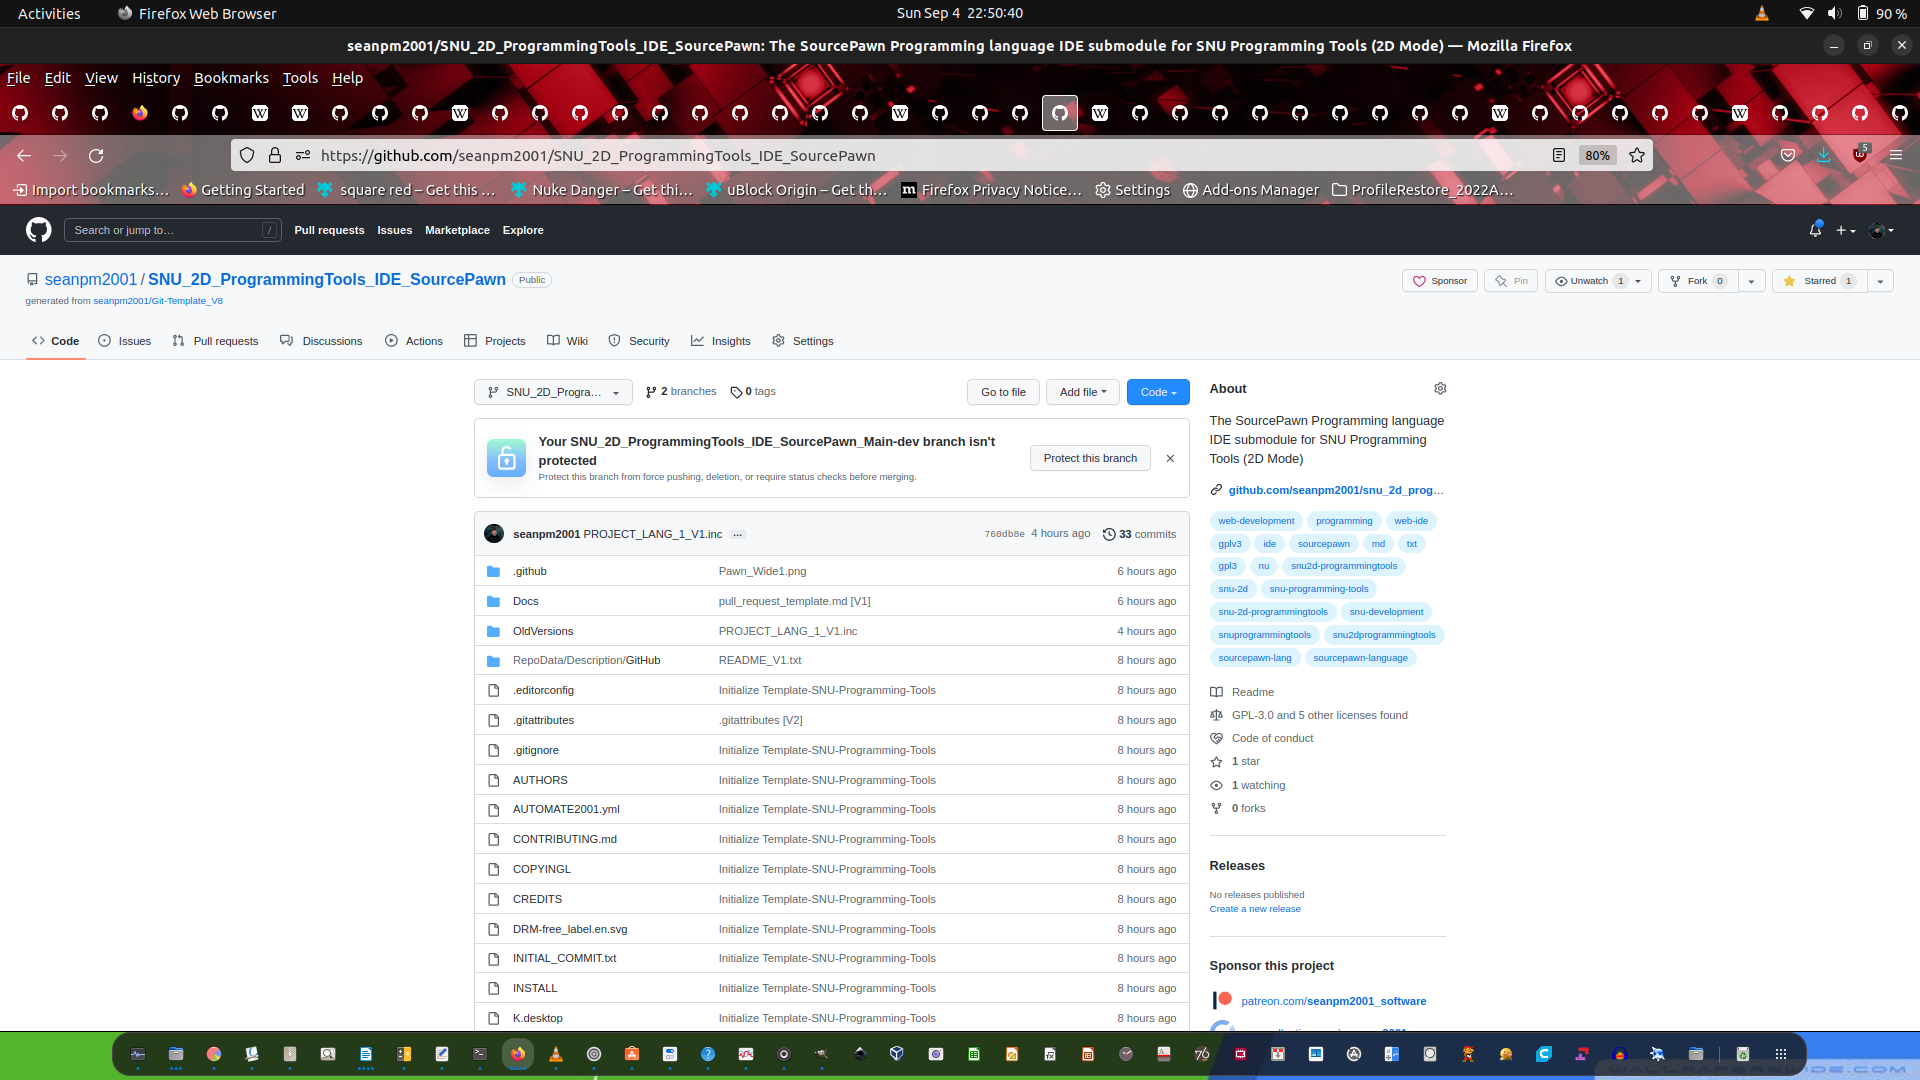 Activities Firefox Web Browser Sun Sep 4 22:50:40 90 %
seanpm2001/SNU_2D_ProgrammingTools_IDE_SourcePawn: The SourcePawn Programming language IDE submodule for SNU Programming Tools (2D Mode) — Mozilla Firefox
File Edit View History Bookmarks Tools Help
https://github.com/seanpm2001/SNU_2D_ProgrammingTools_IDE_SourcePawn 80% 5
Import bookmarks… Getting Started square red – Get this … Nuke Danger – Get thi… uBlock Origin – Get th… Firefox Privacy Notice… Settings Add-ons Manager ProfileRestore_2022A…
Search or jump to… / Pull requests Issues Marketplace Explore
seanpm2001 / SNU_2D_ProgrammingTools_IDE_SourcePawn Public Sponsor Pin Unwatch 1 Fork 0 Starred 1
generated from seanpm2001/Git-Template_V8
Code Issues Pull requests Discussions Actions Projects Wiki Security Insights Settings
SNU_2D_Progra… 2 branches 0 tags Go to file Add file Code
Your SNU_2D_ProgrammingTools_IDE_SourcePawn_Main-dev branch isn't
protected
Protect this branch from force pushing, deletion, or require status checks before merging.
Protect this branch
seanpm2001 PROJECT_LANG_1_V1.inc … 760db8e 4 hours ago 33 commits
.github Pawn_Wide1.png 6 hours ago
Docs pull_request_template.md [V1] 6 hours ago
OldVersions PROJECT_LANG_1_V1.inc 4 hours ago
RepoData/Description/GitHub README_V1.txt 8 hours ago
.editorconfig Initialize Template-SNU-Programming-Tools 8 hours ago
.gitattributes .gitattributes [V2] 8 hours ago
.gitignore Initialize Template-SNU-Programming-Tools 8 hours ago
AUTHORS Initialize Template-SNU-Programming-Tools 8 hours ago
AUTOMATE2001.yml Initialize Template-SNU-Programming-Tools 8 hours ago
CONTRIBUTING.md Initialize Template-SNU-Programming-Tools 8 hours ago
COPYINGL Initialize Template-SNU-Programming-Tools 8 hours ago
CREDITS Initialize Template-SNU-Programming-Tools 8 hours ago
DRM-free_label.en.svg Initialize Template-SNU-Programming-Tools 8 hours ago
INITIAL_COMMIT.txt Initialize Template-SNU-Programming-Tools 8 hours ago
INSTALL Initialize Template-SNU-Programming-Tools 8 hours ago
K.desktop Initialize Template-SNU-Programming-Tools 8 hours ago
About
The SourcePawn Programming language
IDE submodule for SNU Programming
Tools (2D Mode)
github.com/seanpm2001/snu_2d_prog…
web-development programming web-ide
gplv3 ide sourcepawn md txt
gpl3 nu snu2d-programmingtools
snu-2d snu-programming-tools
snu-2d-programmingtools snu-development
snuprogrammingtools snu2dprogrammingtools
sourcepawn-lang sourcepawn-language
Readme
GPL-3.0 and 5 other licenses found
Code of conduct
1 star
1 watching
0 forks
Releases
No releases published
Create a new release
Sponsor this project
patreon.com/seanpm2001_software